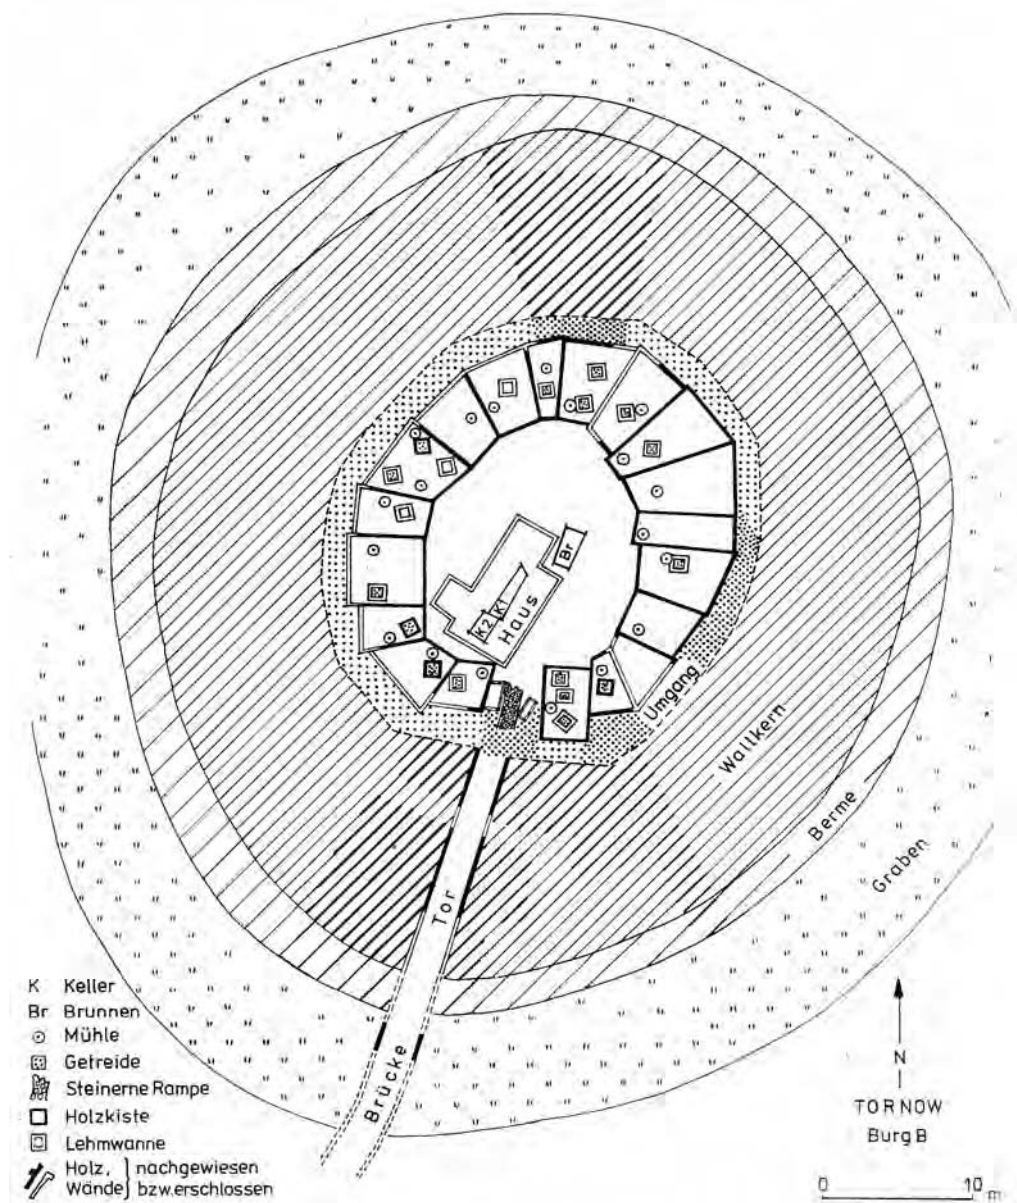 Br
K1
K2
Haus
Umgang
Wallkern
Berme
Graben
Tor
Brücke
K Keller
Br Brunnen
Mühle
Getreide
Steinerne Rampe
Holzkiste
Lehmwanne
Holz, nachgewiesen
Wände bzw. erschlossen
N
TORNOW
Burg B
0 10 m